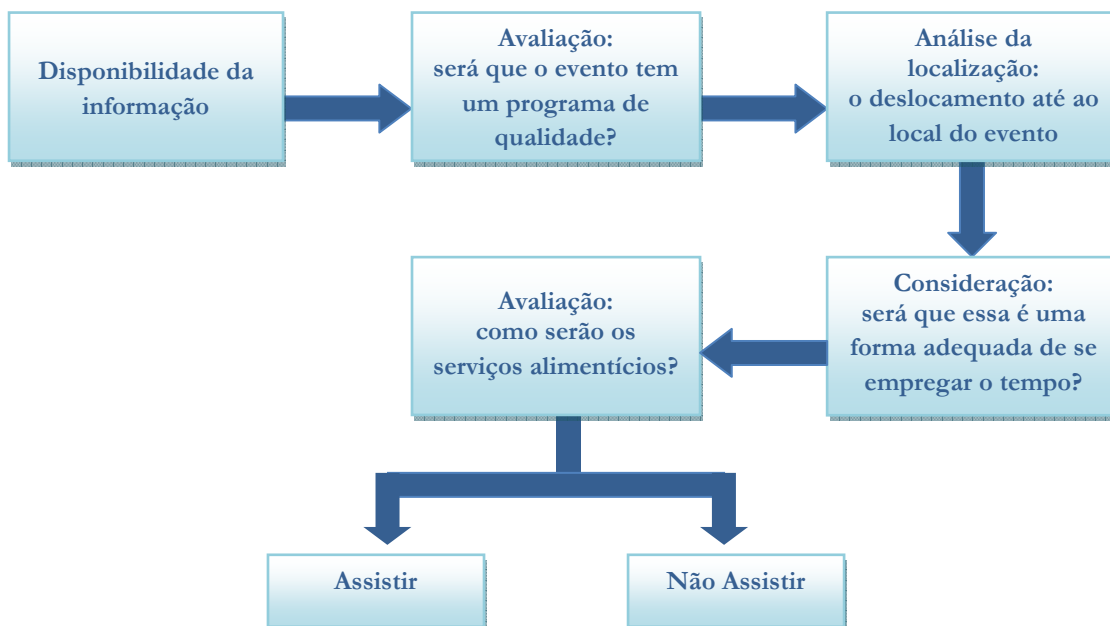 Disponibilidade da
informação
Avaliação:
será que o evento tem
um programa de
qualidade?
Análise da
localização:
o deslocamento até ao
local do evento
Consideração:
será que essa é uma
forma adequada de se
empregar o tempo?
Avaliação:
como serão os
serviços alimentícios?
Assistir
Não Assistir